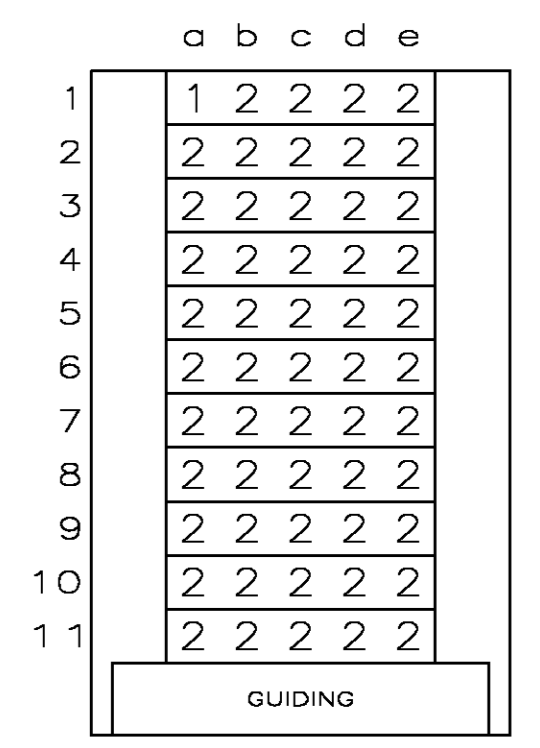 a b c d e
1 1 2 2 2 2
2 2 2 2 2 2
3 2 2 2 2 2
4 2 2 2 2 2
5 2 2 2 2 2
6 2 2 2 2 2
7 2 2 2 2 2
8 2 2 2 2 2
9 2 2 2 2 2
10 2 2 2 2 2
11 2 2 2 2 2
GUIDING